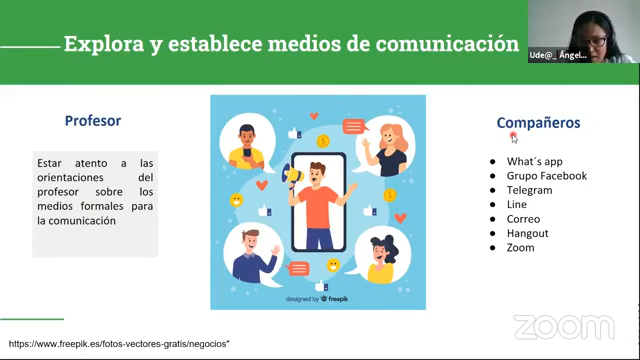 Explora y establece medios de comunicación
Ude@_ Ángel...
Profesor
Estar atento a las
orientaciones del
profesor sobre los
medios formales para
la comunicación
designed by freepik
Compañeros
● What´s app
● Grupo Facebook
● Telegram
● Line
● Correo
● Hangout
● Zoom
https://www.freepik.es/fotos-vectores-gratis/negocios"
zoom